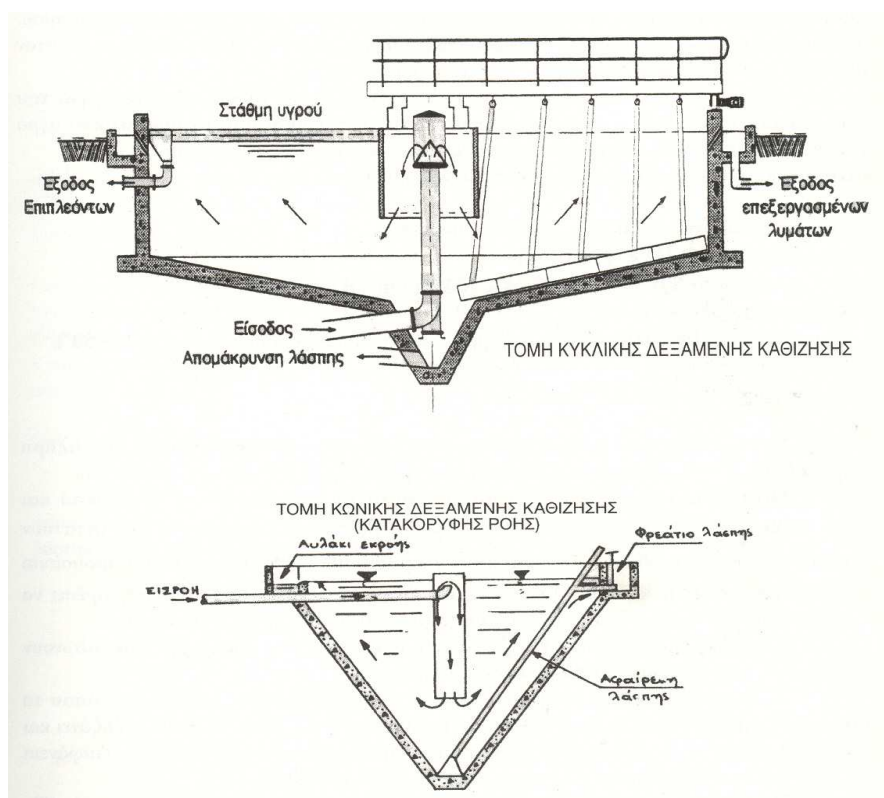 Στάθμη υγρού
Έξοδος
Επιπλεόντων
Έξοδος
επεξεργασμένων
λυμάτων
Είσοδος
Απομάκρυνση λάσπης
ΤΟΜΗ ΚΥΚΛΙΚΗΣ ΔΕΞΑΜΕΝΗΣ ΚΑΘΙΖΗΣΗΣ
ΤΟΜΗ ΚΩΝΙΚΗΣ ΔΕΞΑΜΕΝΗΣ ΚΑΘΙΖΗΣΗΣ
(ΚΑΤΑΚΟΡΥΦΗΣ ΡΟΗΣ)
Αυλάκι εκροής
Φρεάτιο λάσπης
ΕΙΣΡΟΗ
Αφαίρεση
λάσπης